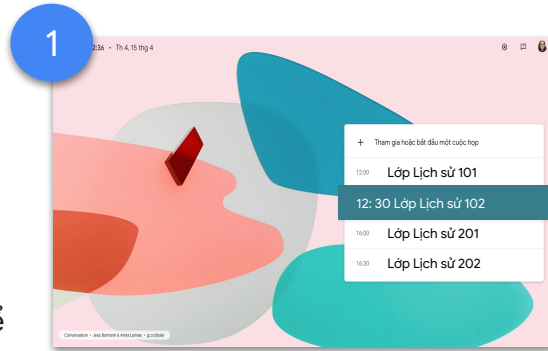 1
2:36 • Th 4, 15 thg 4
+ Tham gia hoặc bắt đầu một cuộc họp
12:00 Lớp Lịch sử 101
12: 30 Lớp Lịch sử 102
16:00 Lớp Lịch sử 201
16:30 Lớp Lịch sử 202